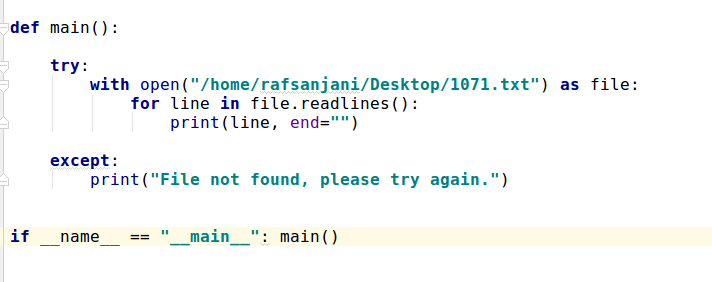 def main():
    try:
        with open("/home/rafsanjani/Desktop/1071.txt") as file:
            for line in file.readlines():
                print(line, end="")
    except:
        print("File not found, please try again.")
if __name__ == "__main__": main()